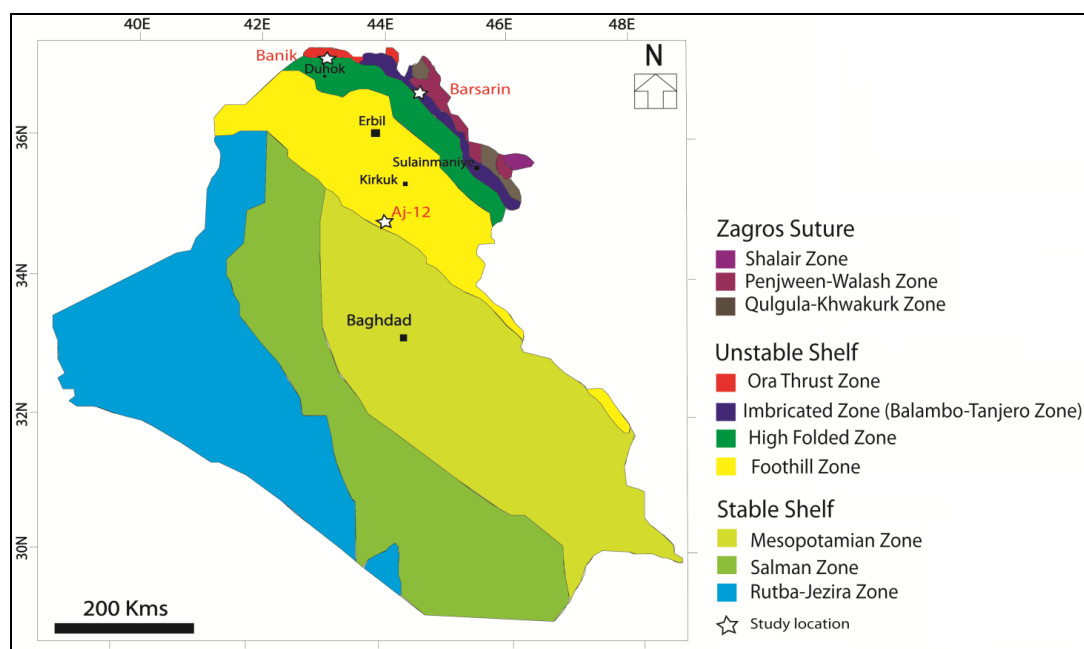 40E 42E 44E 46E 48E
N
Banik
Duhok
Barsarin
36N
Erbil
Sulainmaniye
Kirkuk
Aj-12
34N
Baghdad
32N
30N
200 Kms
Zagros Suture
Shalair Zone
Penjween-Walash Zone
Qulgula-Khwakurk Zone
Unstable Shelf
Ora Thrust Zone
Imbricated Zone (Balambo-Tanjero Zone)
High Folded Zone
Foothill Zone
Stable Shelf
Mesopotamian Zone
Salman Zone
Rutba-Jezira Zone
Study location